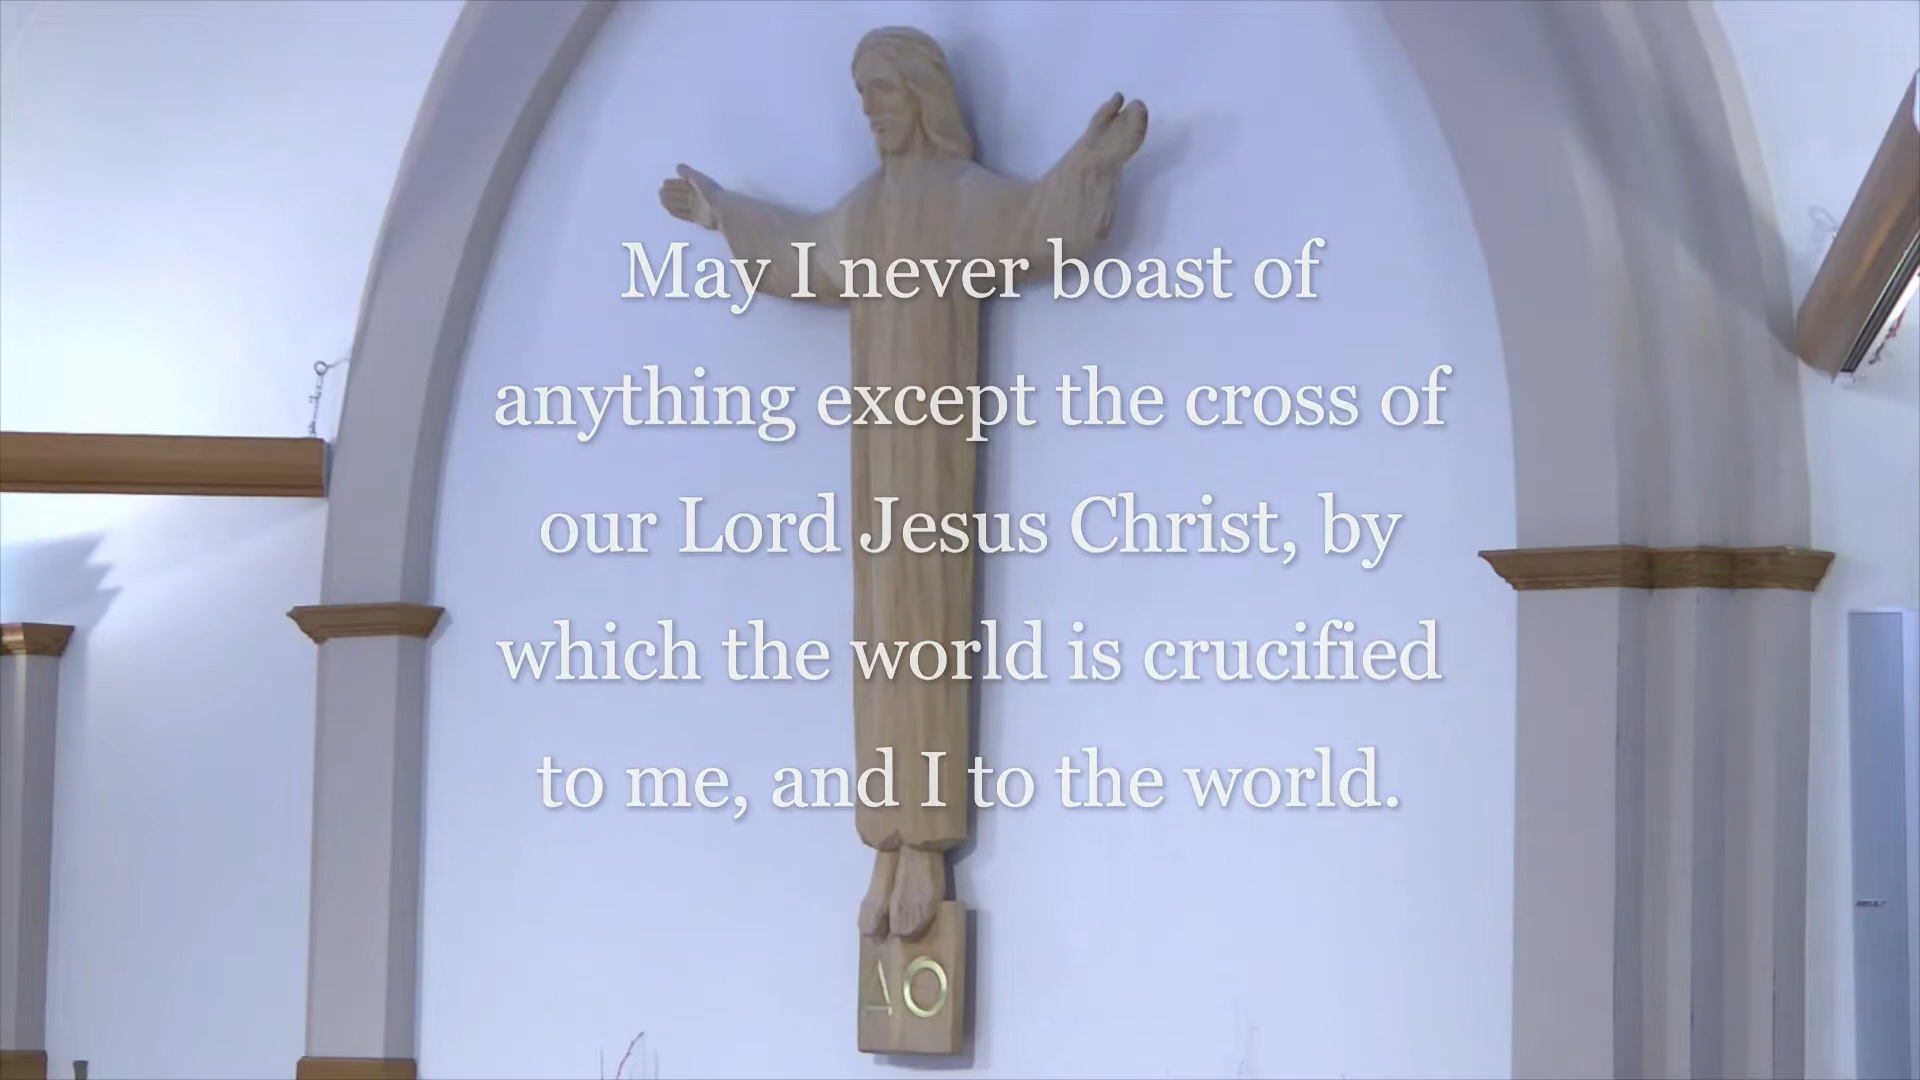 May I never boast of
anything except the cross of
our Lord Jesus Christ, by
which the world is crucified
to me, and I to the world.
ΑΩ